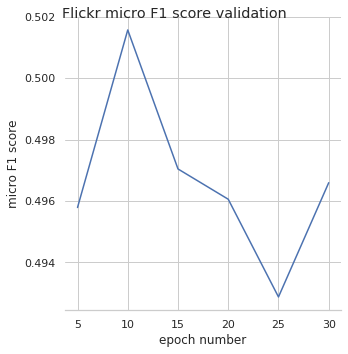 Flickr micro F1 score validation
0.502
0.500
0.498
0.496
0.494
micro F1 score
5 10 15 20 25 30
epoch number